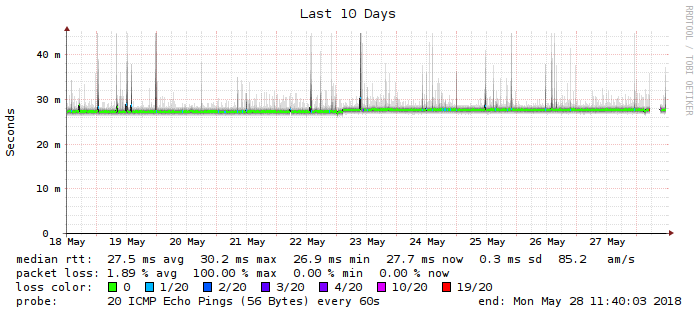 Last 10 Days
RRDTOOL / TOBI OETIKER
Seconds
40 m
30 m
20 m
10 m
0
18 May 19 May 20 May 21 May 22 May 23 May 24 May 25 May 26 May 27 May
median rtt: 27.5 ms avg 30.2 ms max 26.9 ms min 27.7 ms now 0.3 ms sd 85.2 am/s
packet loss: 1.89 % avg 100.00 % max 0.00 % min 0.00 % now
loss color: 0 1/20 2/20 3/20 4/20 10/20 19/20
probe: 20 ICMP Echo Pings (56 Bytes) every 60s end: Mon May 28 11:40:03 2018